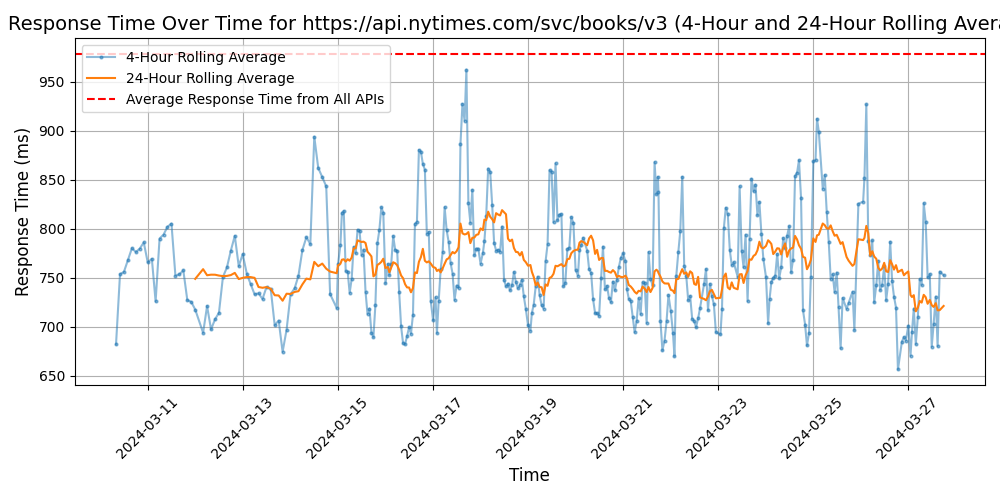 Response Time Over Time for https://api.nytimes.com/svc/books/v3 (4-Hour and 24-Hour Rolling Avera
4-Hour Rolling Average
24-Hour Rolling Average
Average Response Time from All APIs
Response Time (ms)
950
900
850
800
750
700
650
2024-03-11
2024-03-13
2024-03-15
2024-03-17
2024-03-19
2024-03-21
2024-03-23
2024-03-25
2024-03-27
Time